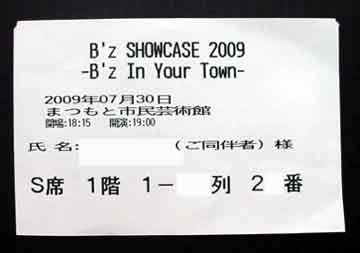 B'z SHOWCASE 2009
-B'z In Your Town-
2009年07月30日
まつもと市民芸術館
開場:18:15 開演:19:00
氏 名: (ご同伴者) 様
S席 1階 1- 列 2 番